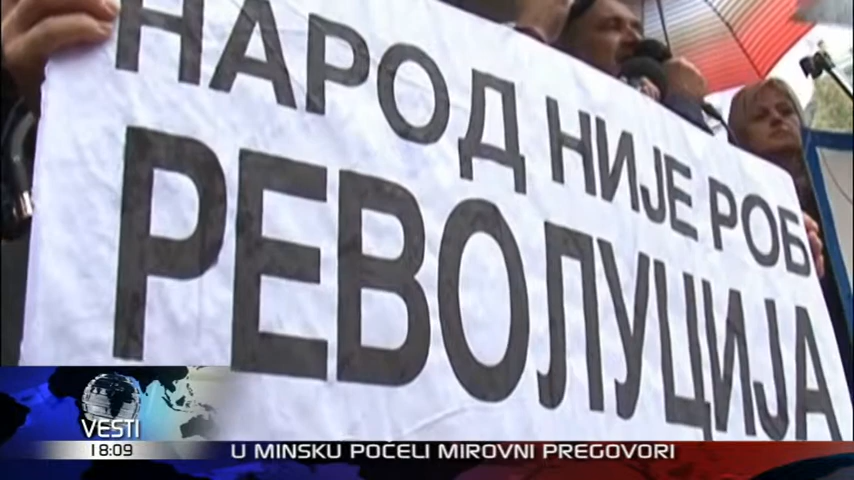 НАРОД НИЈЕ РОБ
РЕВОЛУЦИЈА
VESTI
18:09
U MINSKU POČELI MIROVNI PREGOVORI